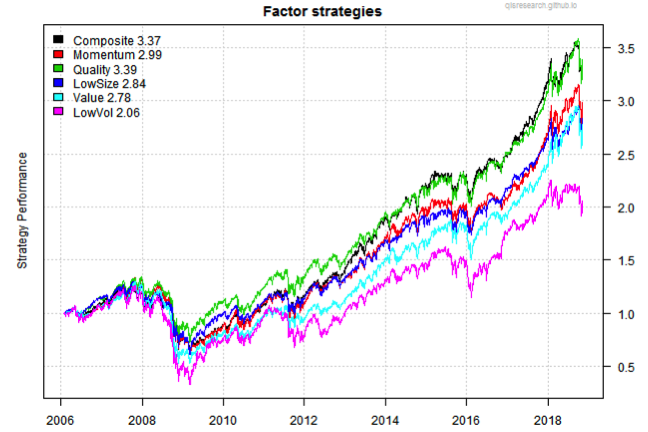 Factor strategies
qisresearch.github.io
Composite 3.37
Momentum 2.99
Quality 3.39
LowSize 2.84
Value 2.78
LowVol 2.06
Strategy Performance
3.5
3.0
2.5
2.0
1.5
1.0
0.5
2006 2008 2010 2012 2014 2016 2018